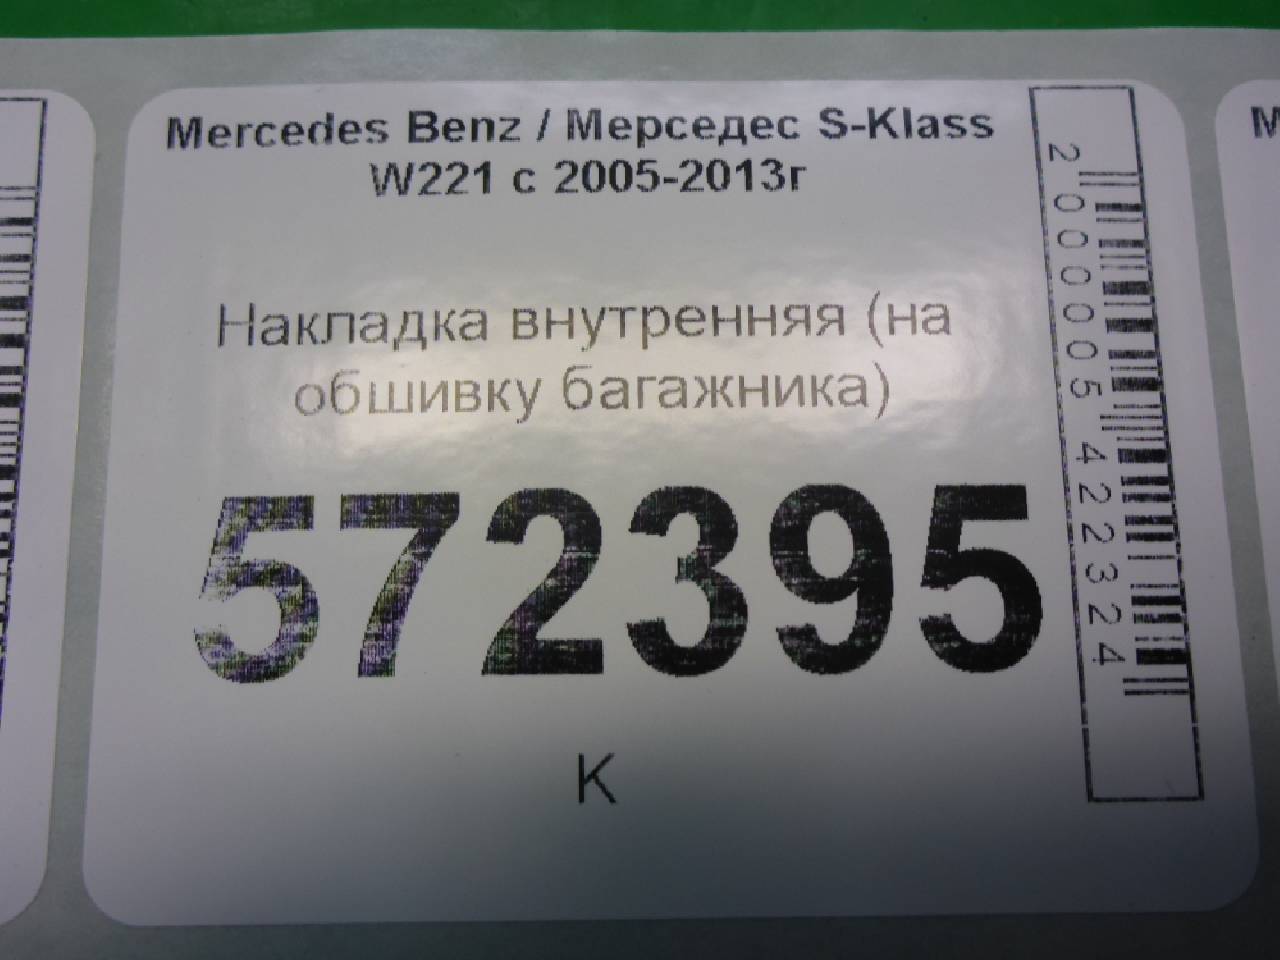 Mercedes Benz / Мерседес S-Klass
W221 с 2005-2013г
Накладка внутренняя (на
обшивку багажника)
572395
К
2000005422324
М